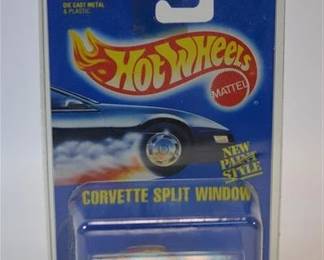 DIE CAST METAL
& PLASTIC
Hot Wheels
MATTEL
NEW
PAINT
STYLE
CORVETTE SPLIT WINDOW